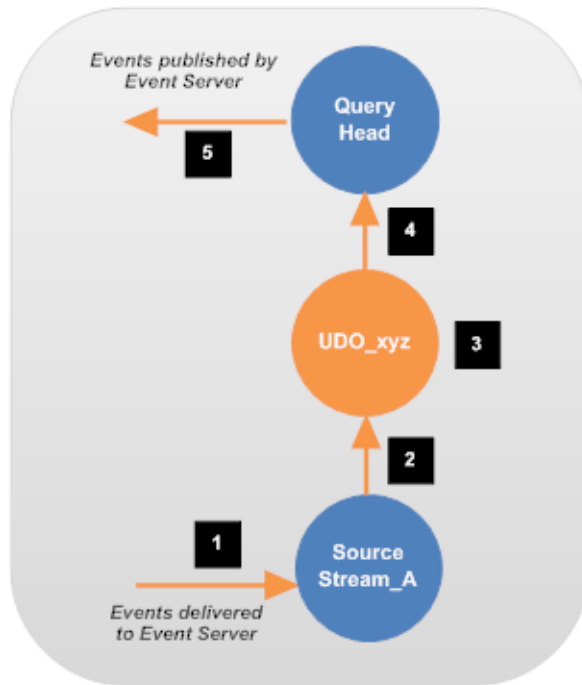 Events published by
Event Server
Query
Head
5
4
UDO_xyz
3
2
1
Source
Stream_A
Events delivered
to Event Server